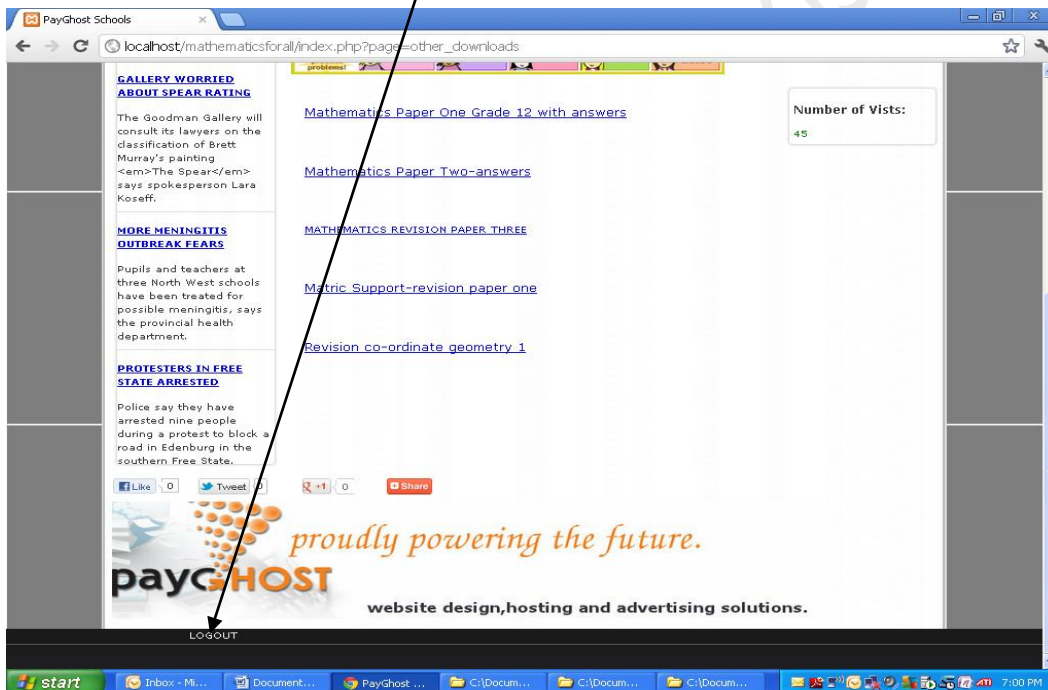 PayGhost Schools
localhost/mathematicsforall/index.php?page=other_downloads
problems!
GALLERY WORRIED
ABOUT SPEAR RATING
The Goodman Gallery will
consult its lawyers on the
classification of Brett
Murray's painting
<em>The Spear</em>
says spokesperson Lara
Koseff.
MORE MENINGITIS
OUTBREAK FEARS
Pupils and teachers at
three North West schools
have been treated for
possible meningitis, says
the provincial health
department.
PROTESTERS IN FREE
STATE ARRESTED
Police say they have
arrested nine people
during a protest to block a
road in Edenburg in the
southern Free State.
Mathematics Paper One Grade 12 with answers
Mathematics Paper Two-answers
MATHEMATICS REVISION PAPER THREE
Matric Support-revision paper one
Revision co-ordinate geometry 1
Number of Vists:
45
Like 0 Tweet 0 +1 0 Share
proudly powering the future.
paycHOST
website design,hosting and advertising solutions.
LOGOUT
start Inbox - Mi... Document... PayGhost ... C:\Docum... C:\Docum... C:\Docum... 7:00 PM